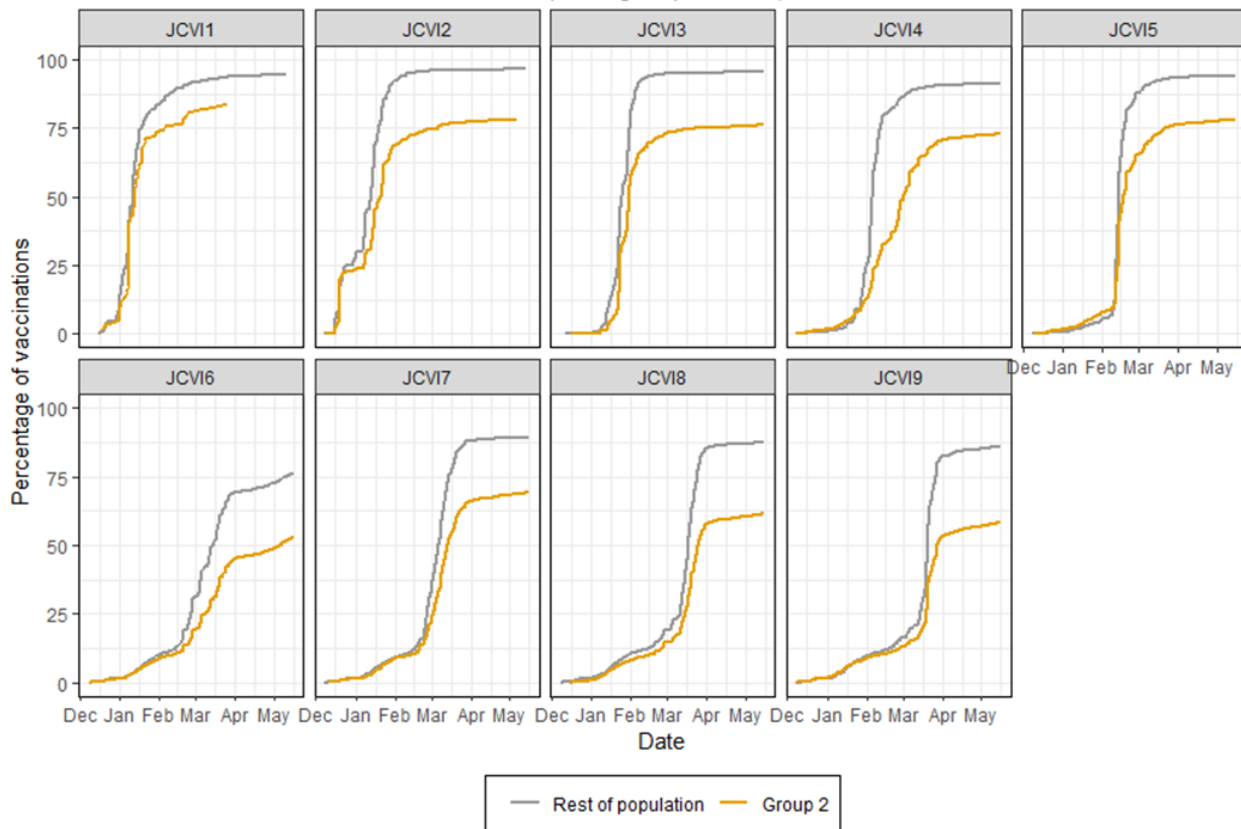 JCVI1 JCVI2 JCVI3 JCVI4 JCVI5
100
75
50
25
0
Dec Jan Feb Mar Apr May
JCVI6 JCVI7 JCVI8 JCVI9
100
75
50
25
0
Dec Jan Feb Mar Apr May Dec Jan Feb Mar Apr May Dec Jan Feb Mar Apr May Dec Jan Feb Mar Apr May
Percentage of vaccinations
Date
Rest of population Group 2